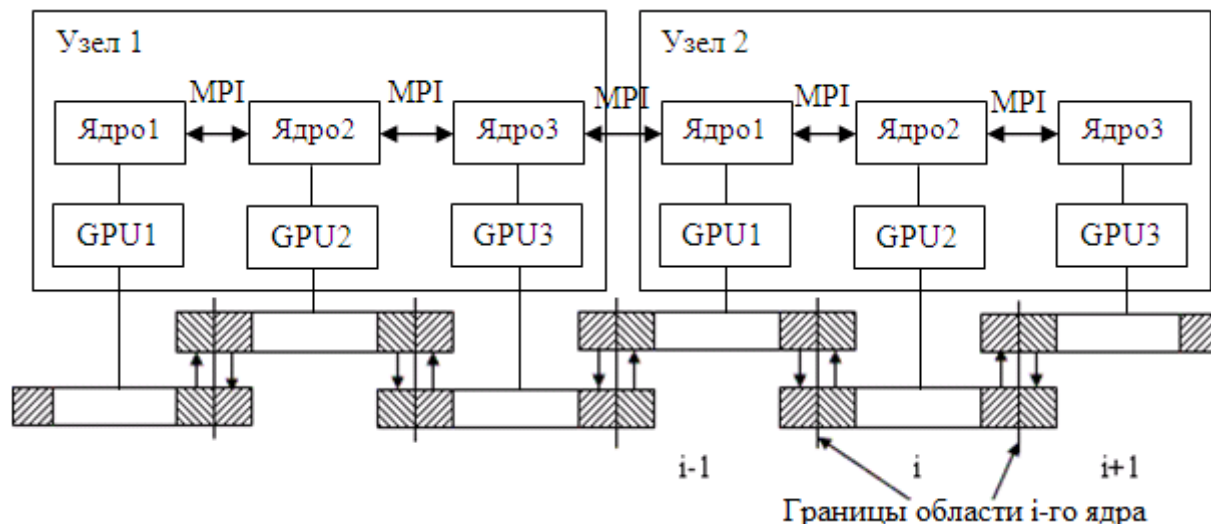 Узел 1
Узел 2
MPI MPI MPI MPI MPI
Ядро1 Ядро2 Ядро3 Ядро1 Ядро2 Ядро3
GPU1 GPU2 GPU3 GPU1 GPU2 GPU3
i-1 i i+1
Границы области i-го ядра